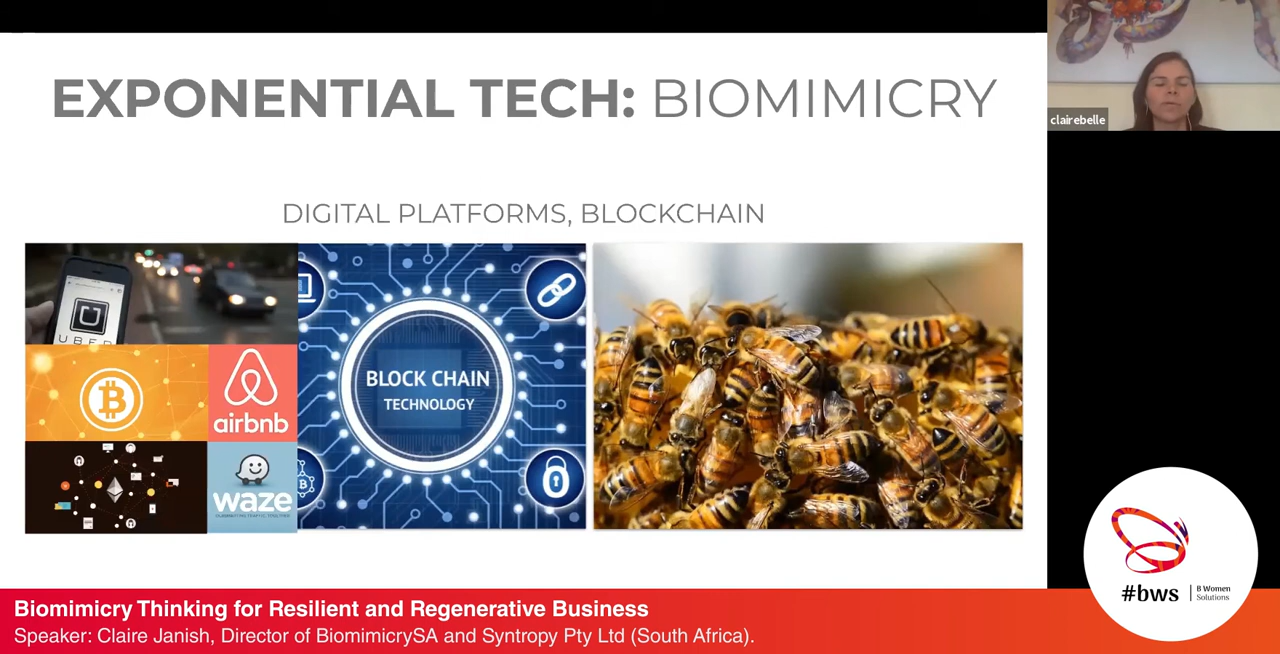 EXPONENTIAL TECH: BIOMIMICRY
clairebelle
DIGITAL PLATFORMS, BLOCKCHAIN
UBER
airbnb
waze
BLOCK CHAIN
TECHNOLOGY
#bws
B Women
Solutions
Biomimicry Thinking for Resilient and Regenerative Business
Speaker: Claire Janish, Director of BiomimicrySA and Syntropy Pty Ltd (South Africa).